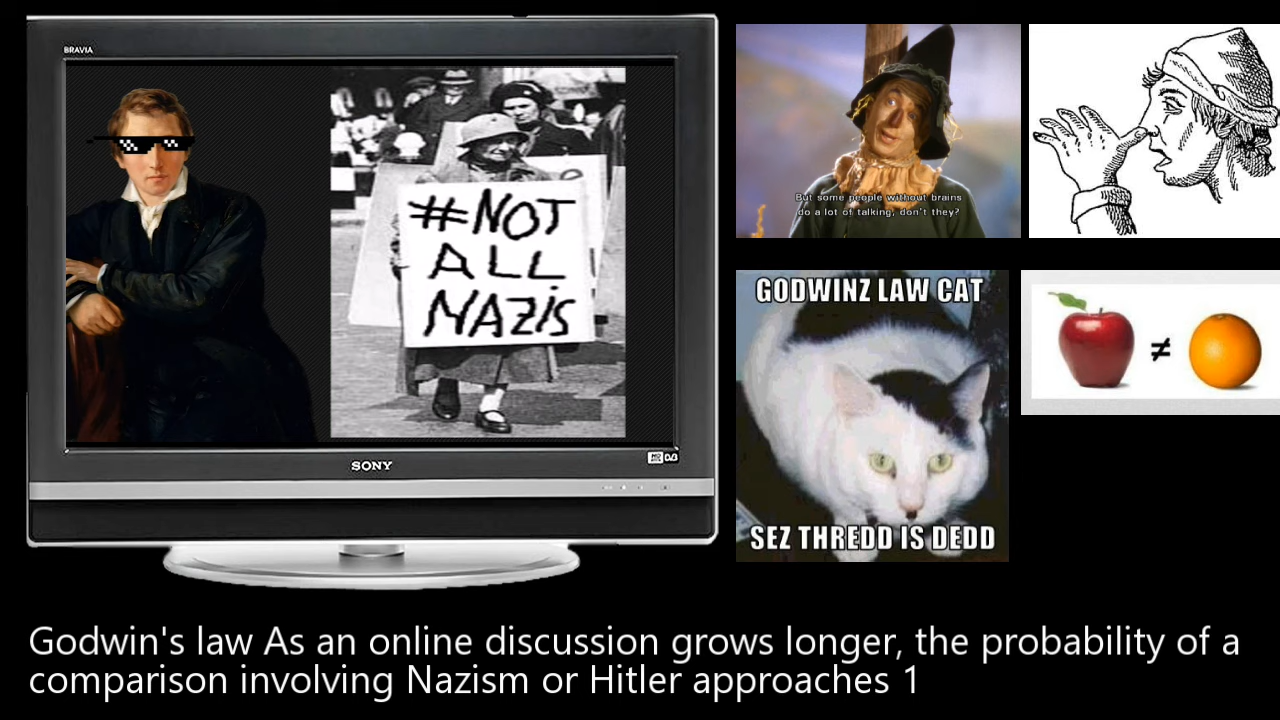 BRAVIA
#NOT
ALL
NAZIS
SONY
HD
DVB
But some people without brains
do a lot of talking, don't they?
GODWINZ LAW CAT
SEZ THREDD IS DEDD
≠
Godwin's law As an online discussion grows longer, the probability of a
comparison involving Nazism or Hitler approaches 1